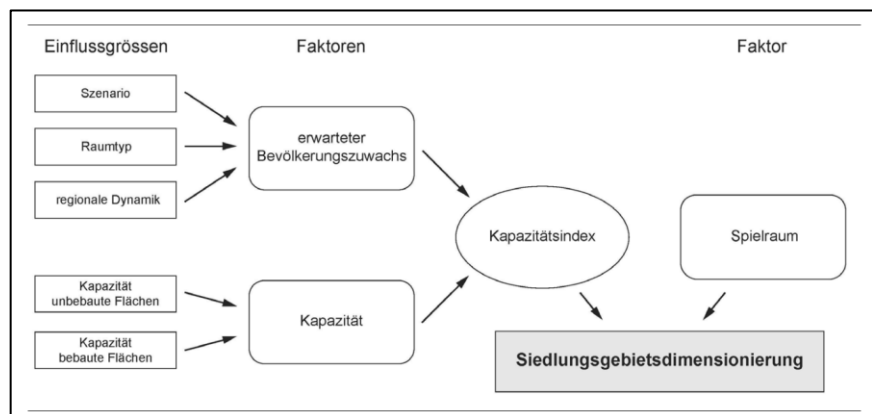 Einflussgrössen
Faktoren
Faktor
Szenario
Raumtyp
regionale Dynamik
erwarteter
Bevölkerungszuwachs
Kapazitätsindex
Spielraum
Kapazität
unbebaute Flächen
Kapazität
bebaute Flächen
Kapazität
Siedlungsgebietsdimensionierung